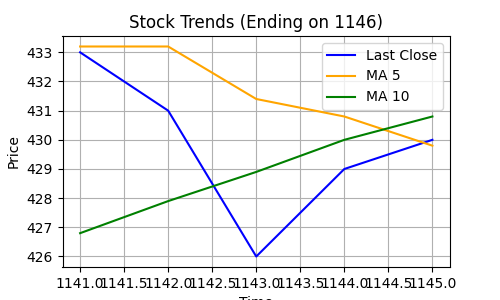 Stock Trends (Ending on 1146)
Last Close
MA 5
MA 10
Price
433
432
431
430
429
428
427
426
1141.0 1141.5 1142.0 1142.5 1143.0 1143.5 1144.0 1144.5 1145.0
Time